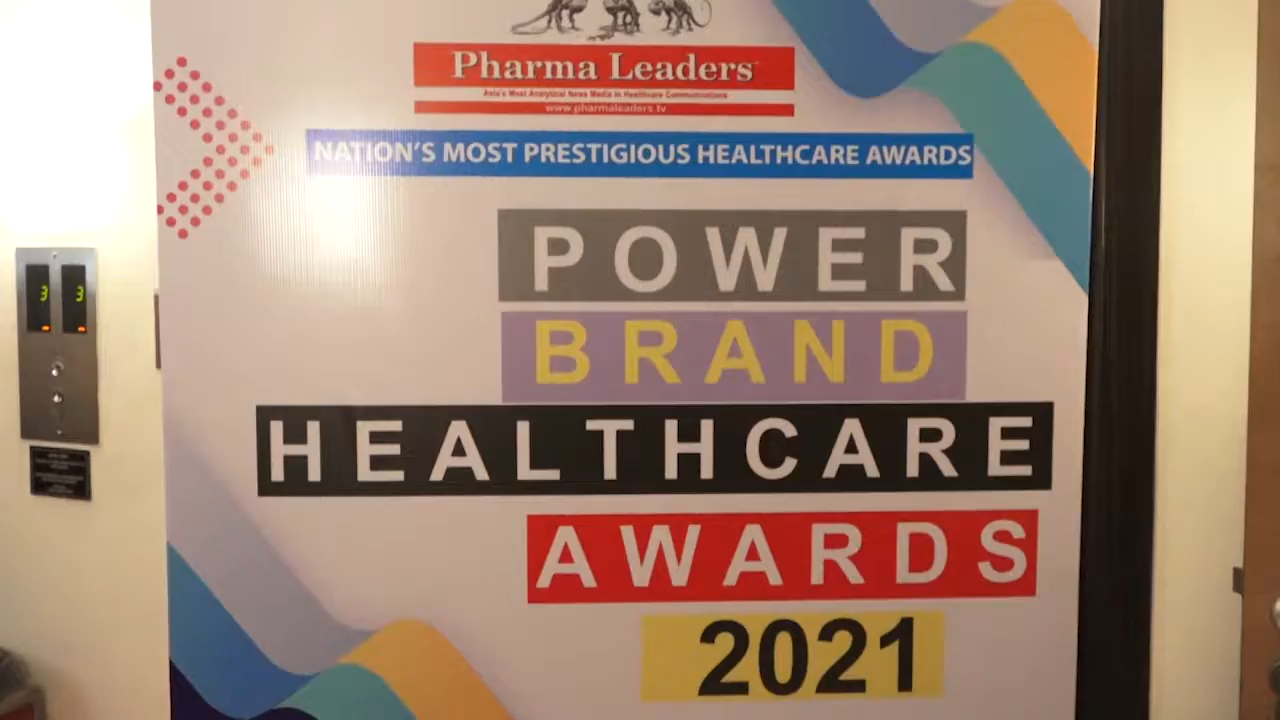 Pharma Leaders
Asia's Most Analytical News Media in Healthcare Communications
www.pharmaleaders.tv
NATION'S MOST PRESTIGIOUS HEALTHCARE AWARDS
POWER
BRAND
HEALTHCARE
AWARDS
2021
3 3